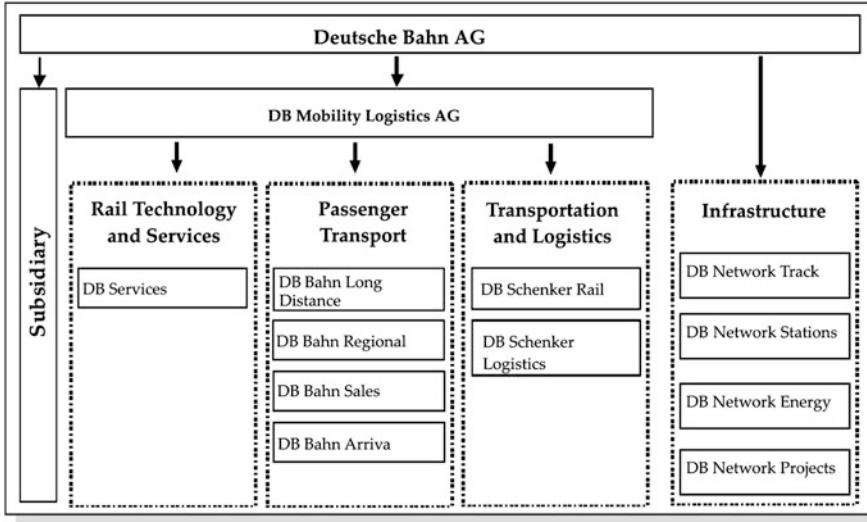 Deutsche Bahn AG
DB Mobility Logistics AG
Subsidiary
Rail Technology
and Services
DB Services
Passenger
Transport
DB Bahn Long
Distance
DB Bahn Regional
DB Bahn Sales
DB Bahn Arriva
Transportation
and Logistics
DB Schenker Rail
DB Schenker
Logistics
Infrastructure
DB Network Track
DB Network Stations
DB Network Energy
DB Network Projects